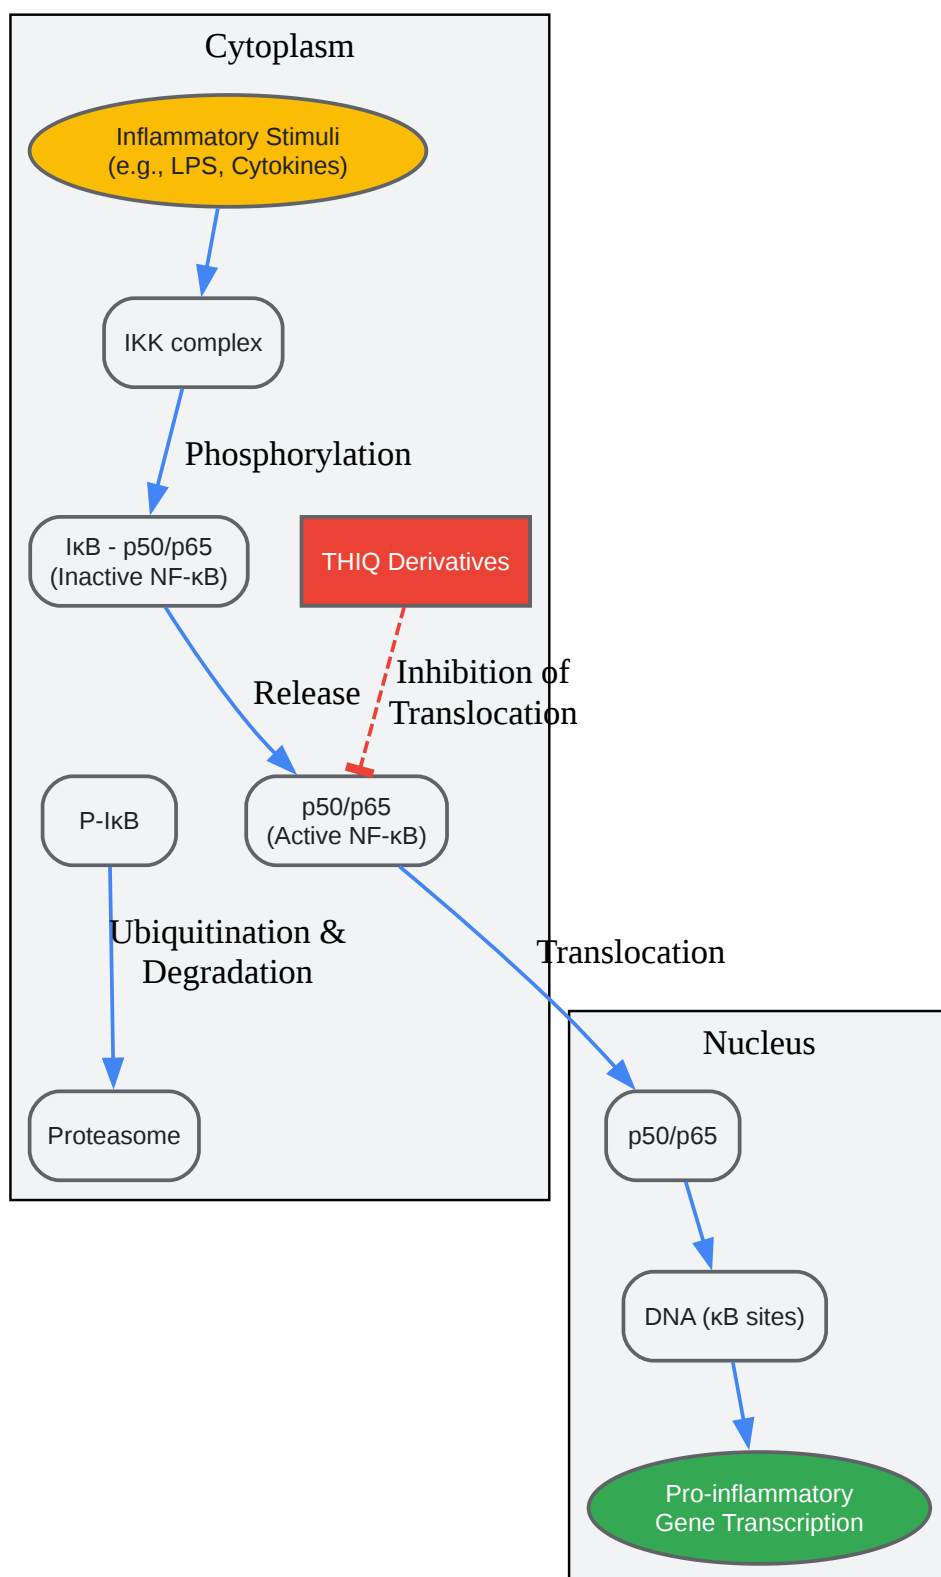 Cytoplasm
Inflammatory Stimuli
(e.g., LPS, Cytokines)
IKK complex
Phosphorylation
IκB - p50/p65
(Inactive NF-κB)
THIQ Derivatives
Release
Inhibition of
Translocation
P-IκB
p50/p65
(Active NF-κB)
Ubiquitination &
Degradation
Translocation
Nucleus
Proteasome
p50/p65
DNA (κB sites)
Pro-inflammatory
Gene Transcription